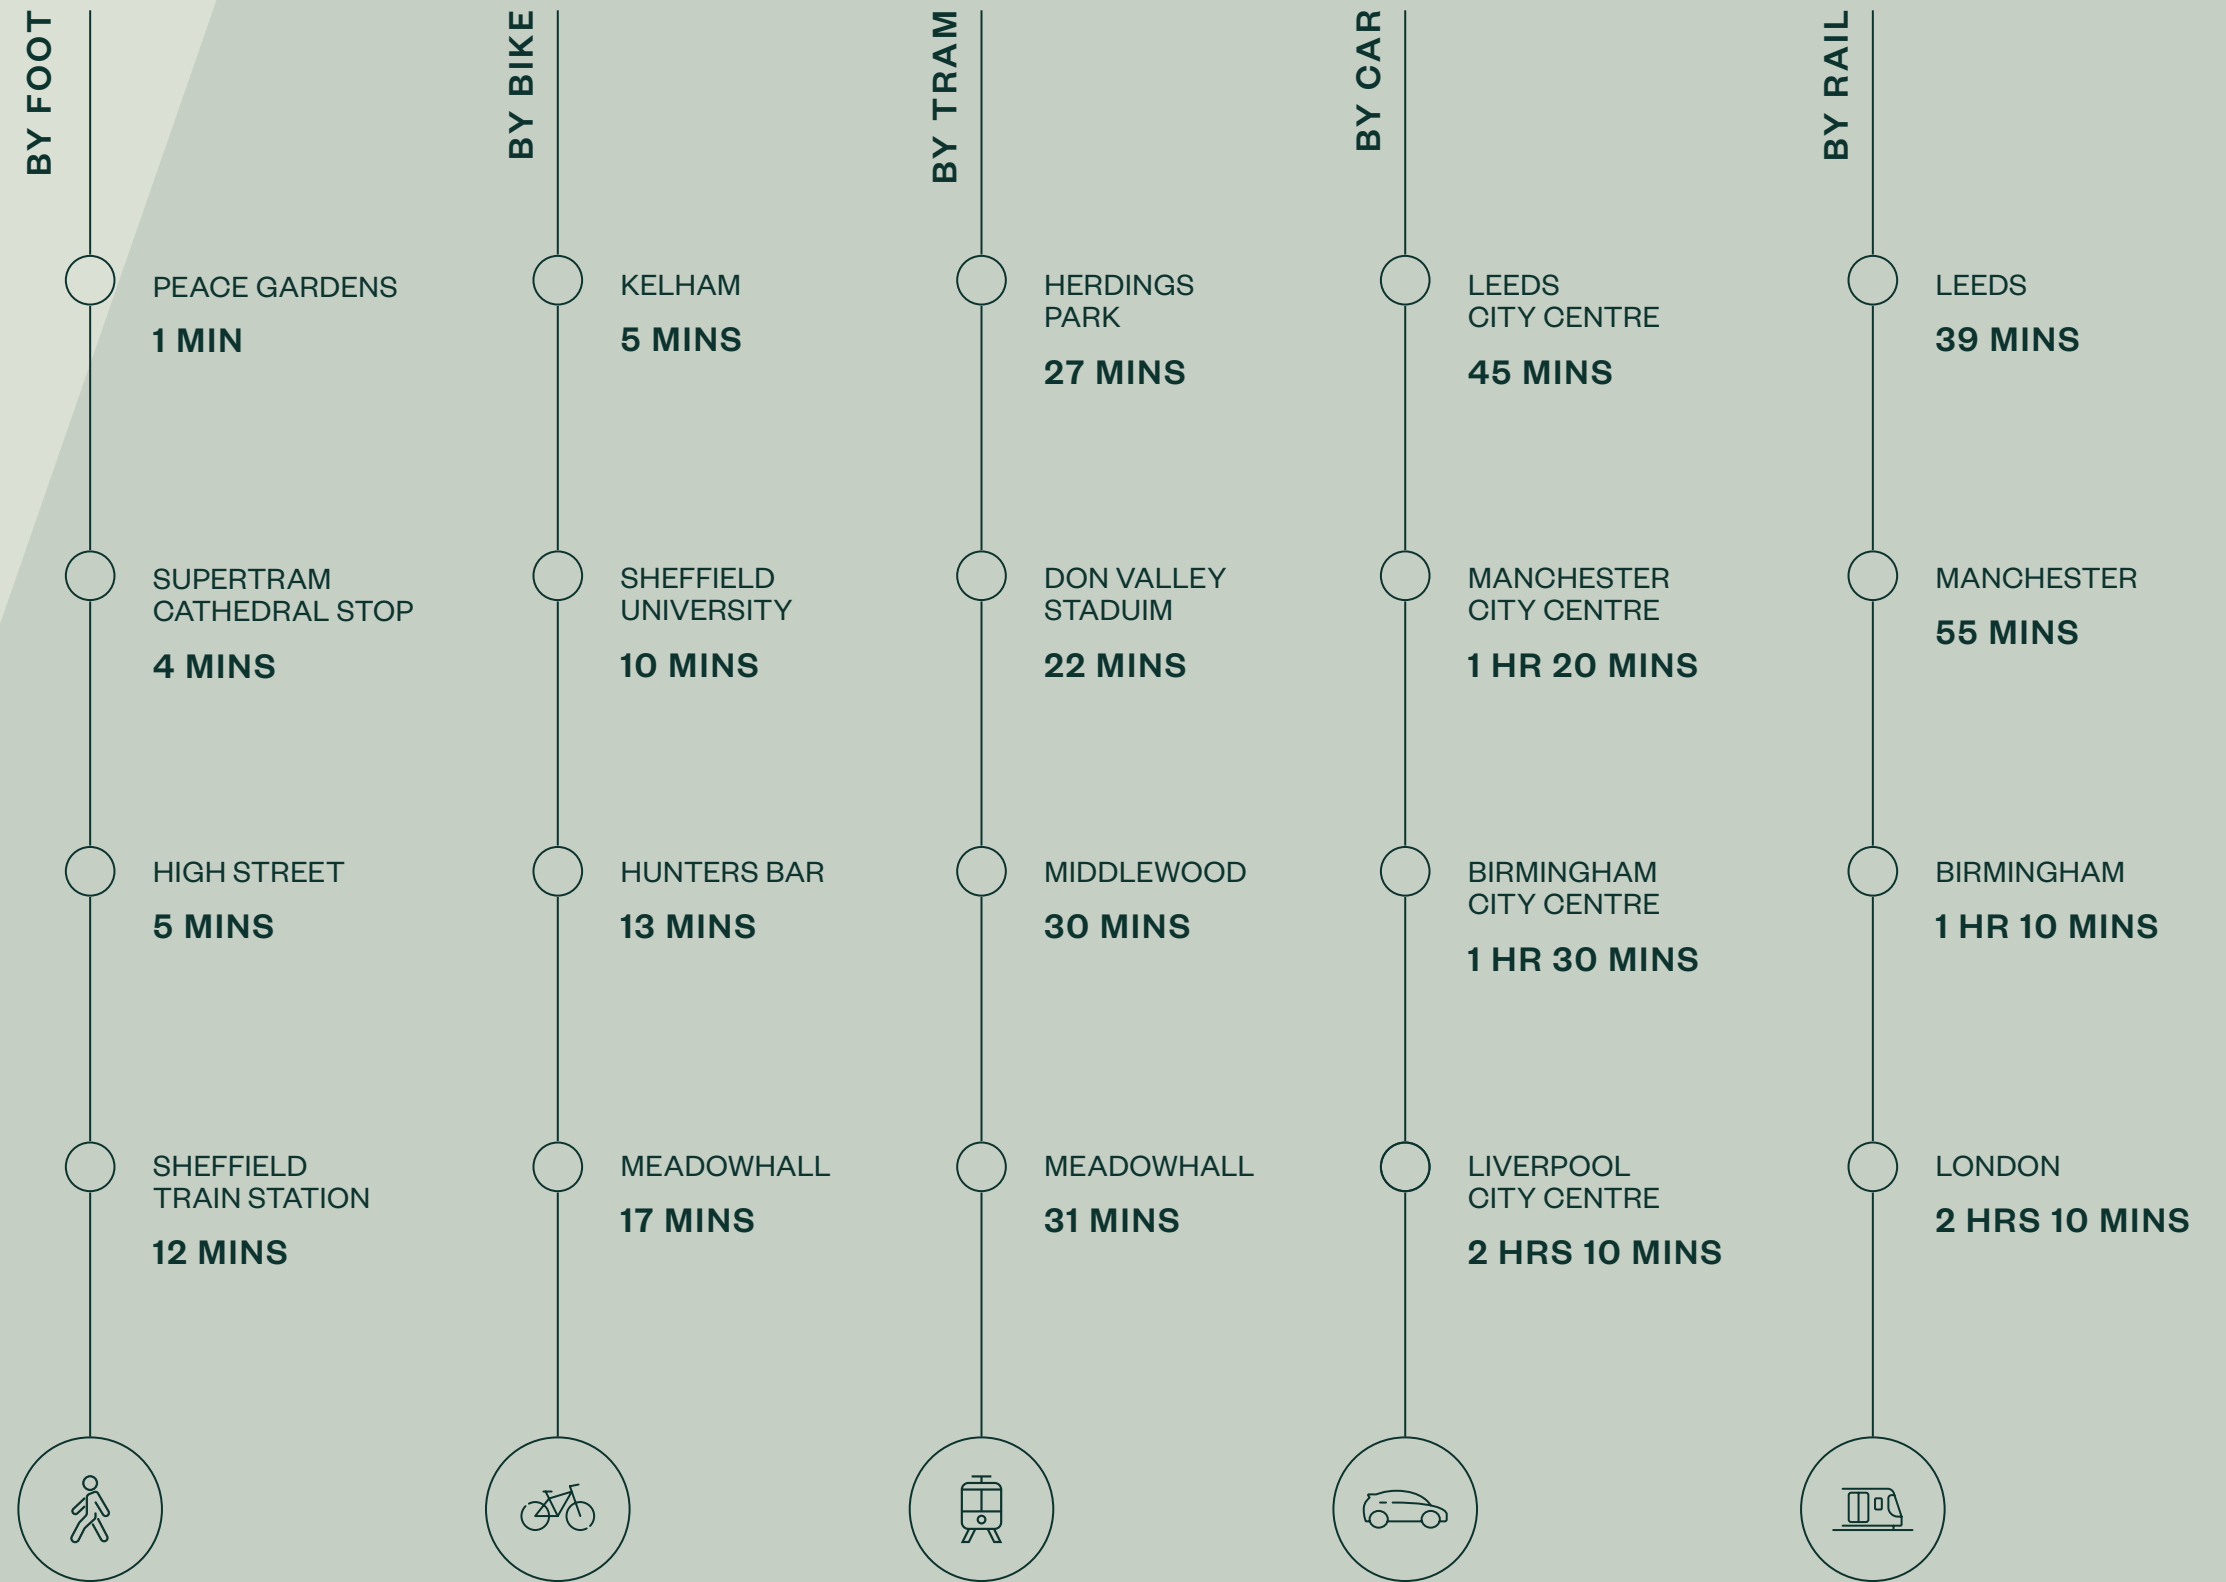 BY FOOT
PEACE GARDENS
1 MIN
SUPERTRAM
CATHEDRAL STOP
4 MINS
HIGH STREET
5 MINS
SHEFFIELD
TRAIN STATION
12 MINS
BY BIKE
KELHAM
5 MINS
SHEFFIELD
UNIVERSITY
10 MINS
HUNTERS BAR
13 MINS
MEADOWHALL
17 MINS
BY TRAM
HERDINGS
PARK
27 MINS
DON VALLEY
STADUIM
22 MINS
MIDDLEWOOD
30 MINS
MEADOWHALL
31 MINS
BY CAR
LEEDS
CITY CENTRE
45 MINS
MANCHESTER
CITY CENTRE
1 HR 20 MINS
BIRMINGHAM
CITY CENTRE
1 HR 30 MINS
LIVERPOOL
CITY CENTRE
2 HRS 10 MINS
BY RAIL
LEEDS
39 MINS
MANCHESTER
55 MINS
BIRMINGHAM
1 HR 10 MINS
LONDON
2 HRS 10 MINS